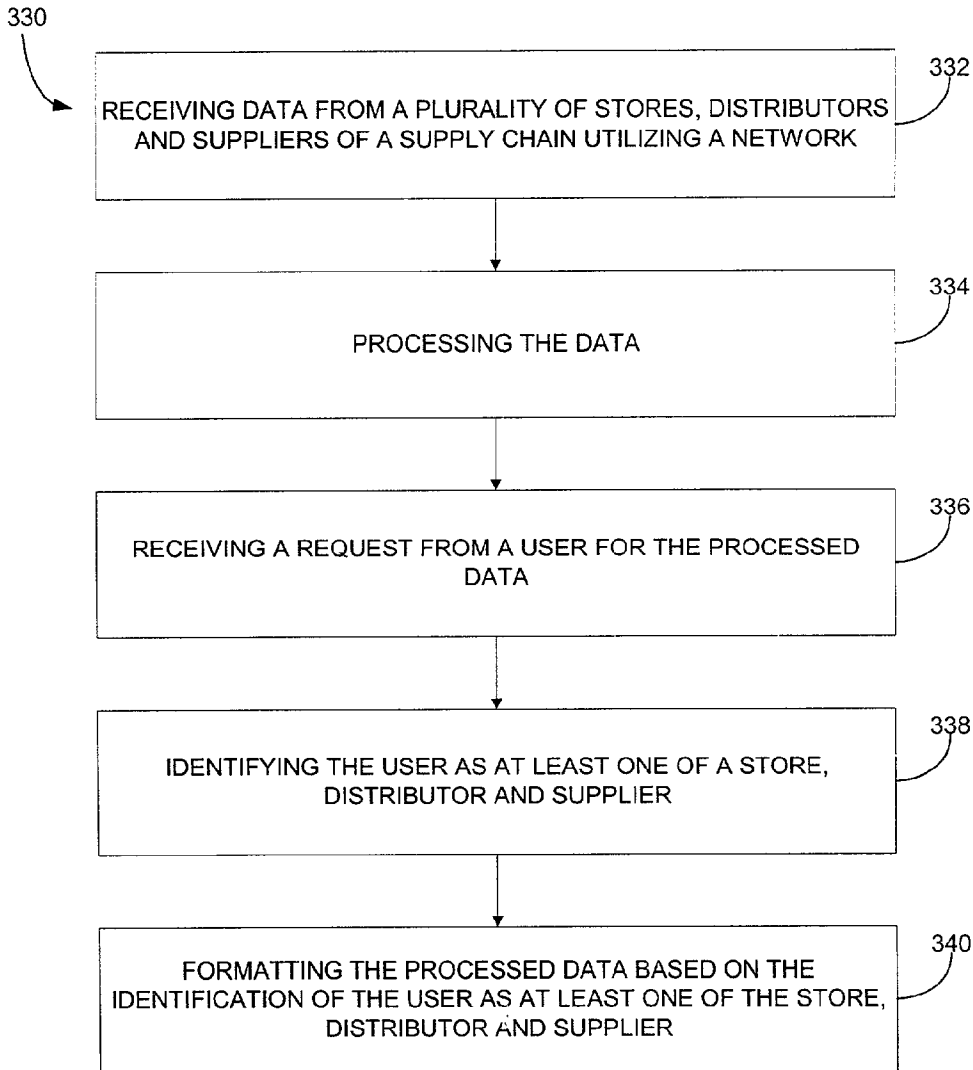 330
332
RECEIVING DATA FROM A PLURALITY OF STORES, DISTRIBUTORS
AND SUPPLIERS OF A SUPPLY CHAIN UTILIZING A NETWORK
334
PROCESSING THE DATA
336
RECEIVING A REQUEST FROM A USER FOR THE PROCESSED
DATA
338
IDENTIFYING THE USER AS AT LEAST ONE OF A STORE,
DISTRIBUTOR AND SUPPLIER
340
FORMATTING THE PROCESSED DATA BASED ON THE
IDENTIFICATION OF THE USER AS AT LEAST ONE OF THE STORE,
DISTRIBUTOR AND SUPPLIER